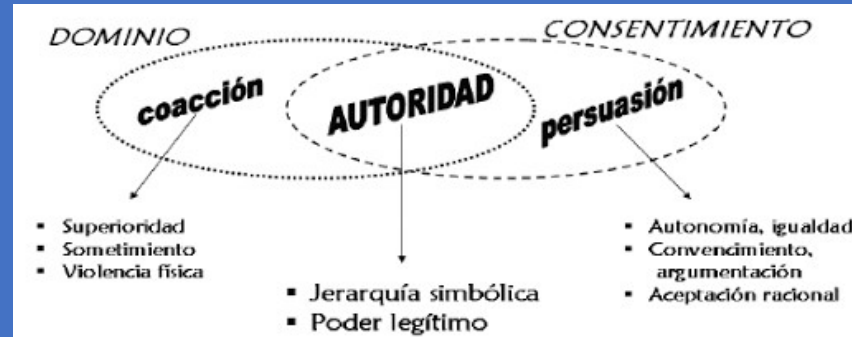 DOMINIO
CONSENTIMIENTO
coacción
AUTORIDAD
persuasión
▪ Superioridad
▪ Sometimiento
▪ Violencia física
▪ Jerarquía simbólica
▪ Poder legítimo
▪ Autonomía, igualdad
▪ Convencimiento,
argumentación
▪ Aceptación racional